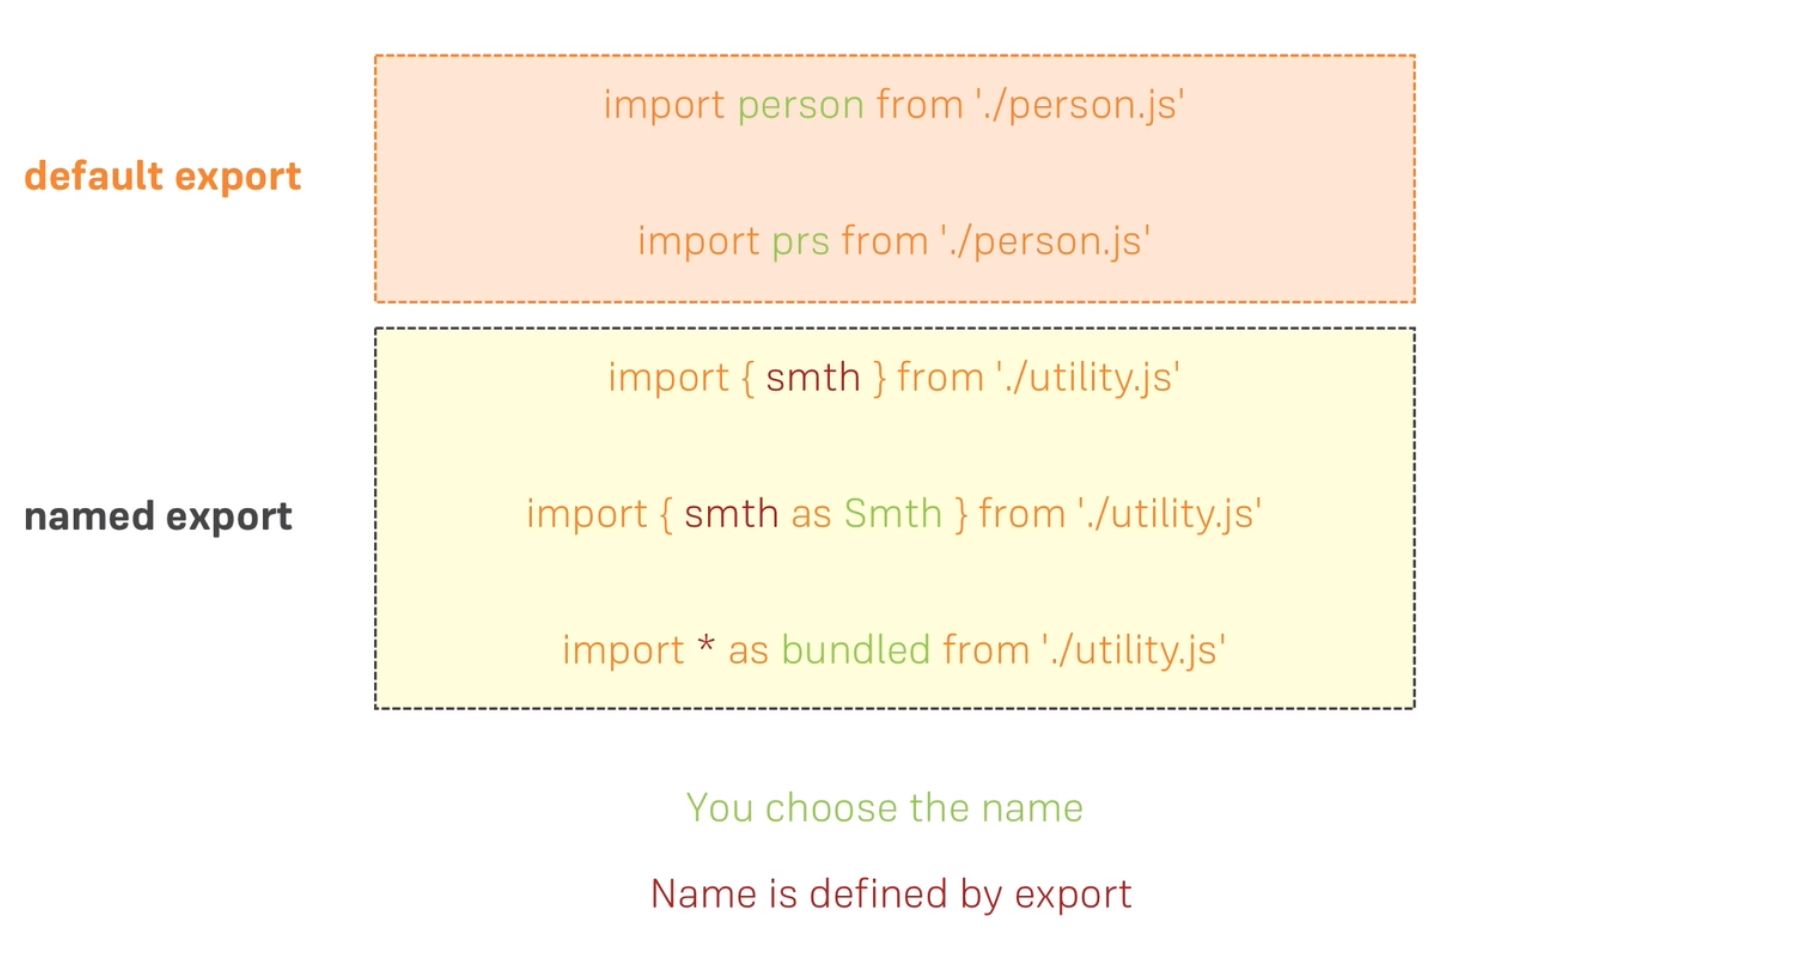 default export
import person from './person.js'
import prs from './person.js'
named export
import { smth } from './utility.js'
import { smth as Smth } from './utility.js'
import * as bundled from './utility.js'
You choose the name
Name is defined by export